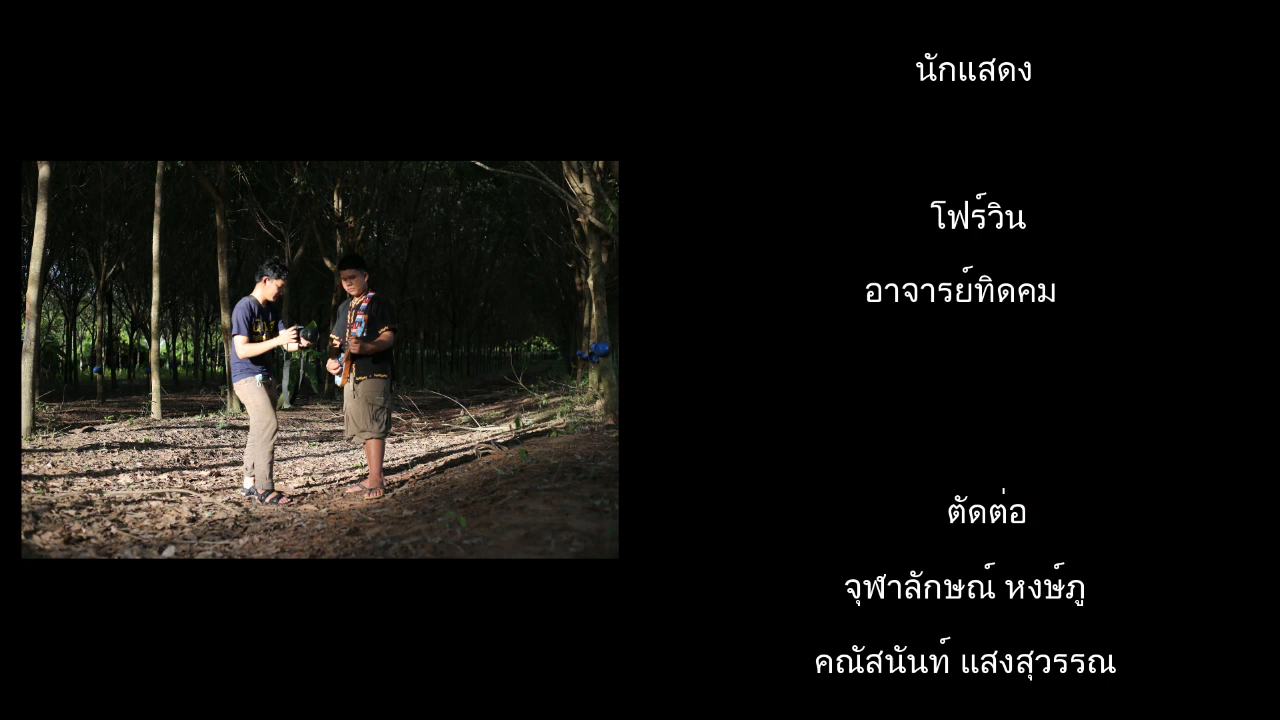 นักแสดง
โฟร์วิน
อาจารย์ทิดคม
ตัดต่อ
จุฬาลักษณ์ หงษ์ภู
คณัสนันท์ แสงสุวรรณ